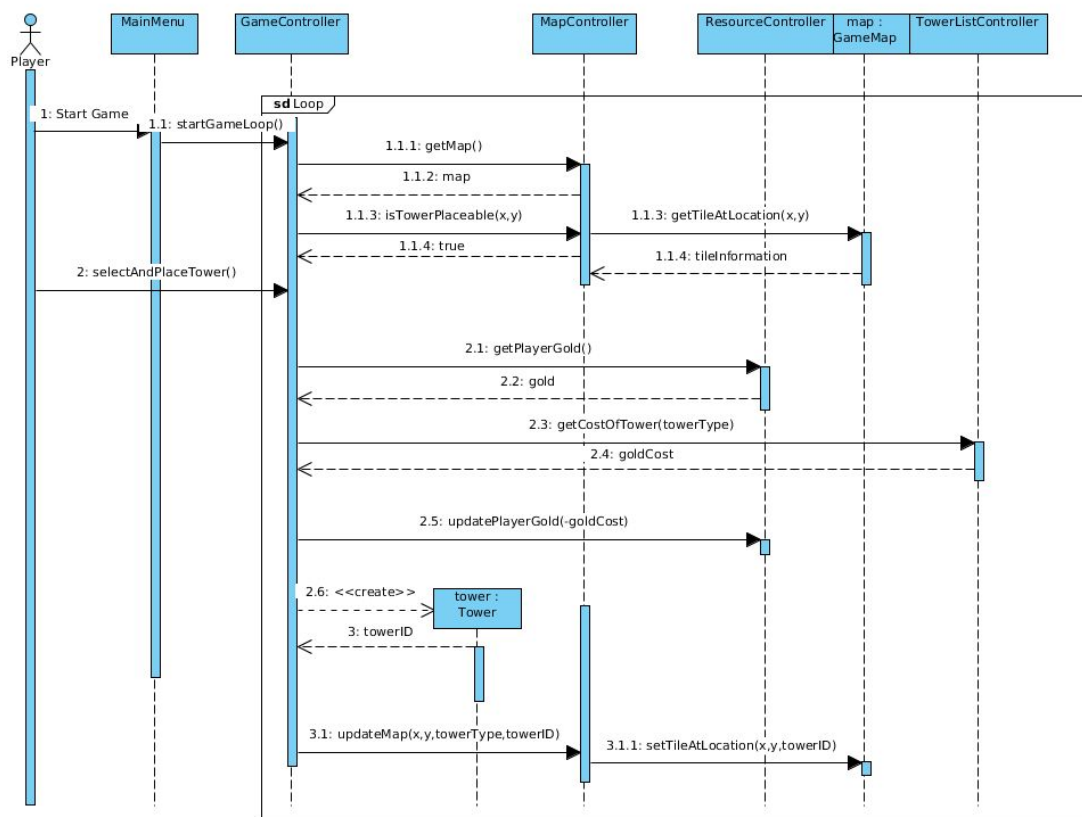 MainMenu
GameController
MapController
ResourceController
map :
GameMap
TowerListController
Player
sd Loop
1: Start Game
1.1: startGameLoop()
1.1.1: getMap()
1.1.2: map
1.1.3: isTowerPlaceable(x,y)
1.1.3: getTileAtLocation(x,y)
1.1.4: true
1.1.4: tileInformation
2: selectAndPlaceTower()
2.1: getPlayerGold()
2.2: gold
2.3: getCostOfTower(towerType)
2.4: goldCost
2.5: updatePlayerGold(-goldCost)
2.6: <<create>>
tower :
Tower
3: towerID
3.1: updateMap(x,y,towerType,towerID)
3.1.1: setTileAtLocation(x,y,towerID)